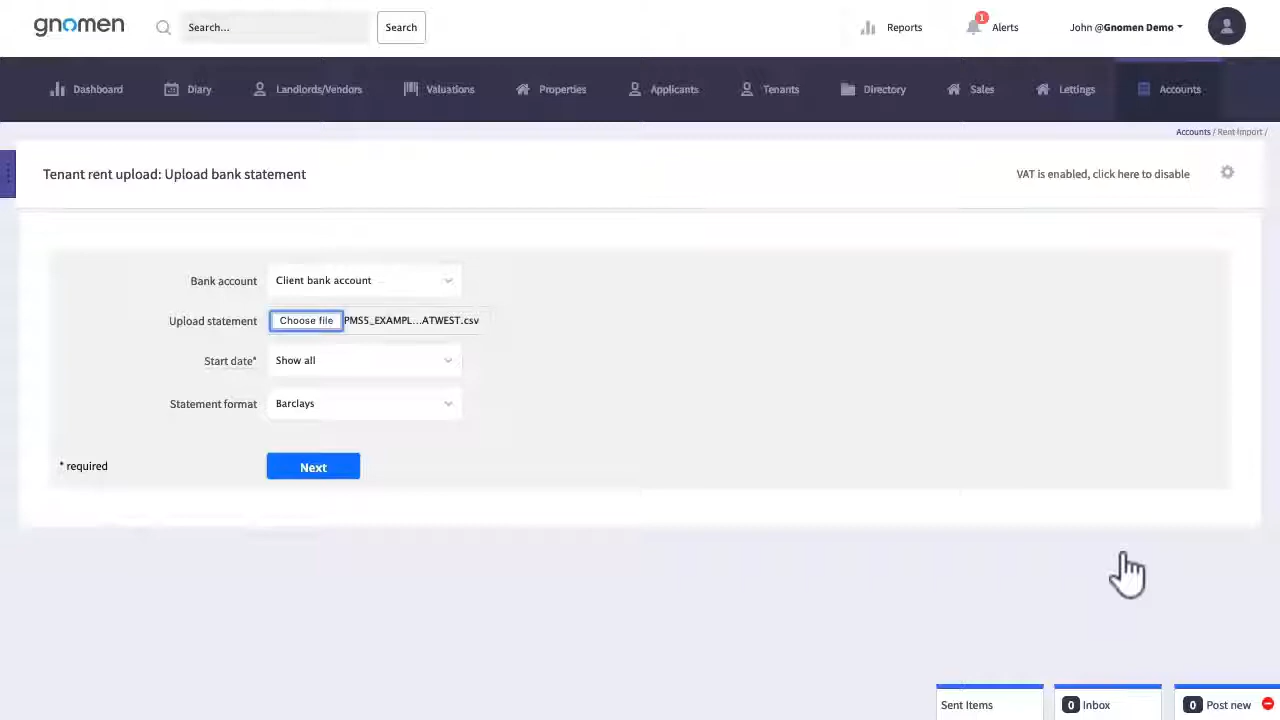 gnomen Search... Search Reports 1 Alerts John @Gnomen Demo
Dashboard Diary Landlords/Vendors Valuations Properties Applicants Tenants Directory Sales Lettings Accounts
Accounts / Rent Import /
Tenant rent upload: Upload bank statement VAT is enabled, click here to disable
Bank account Client bank account
Upload statement Choose file PMS5_EXAMPL...ATWEST.csv
Start date* Show all
Statement format Barclays
* required Next
Sent Items 0 Inbox 0 Post new